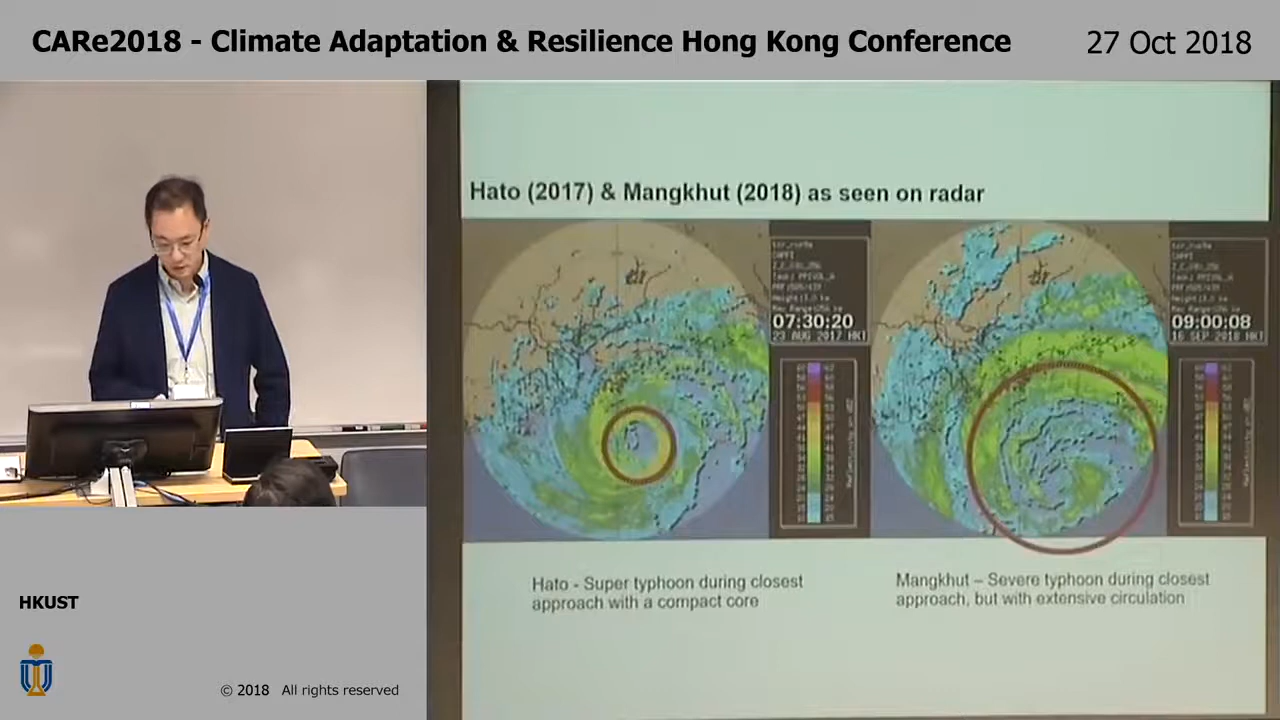 CARe2018 - Climate Adaptation & Resilience Hong Kong Conference
27 Oct 2018
Hato (2017) & Mangkhut (2018) as seen on radar
07:30:20
23 AUG 2017 HKT
09:00:08
16 SEP 2018 HKT
Hato - Super typhoon during closest
approach with a compact core
Mangkhut – Severe typhoon during closest
approach, but with extensive circulation
HKUST
© 2018 All rights reserved